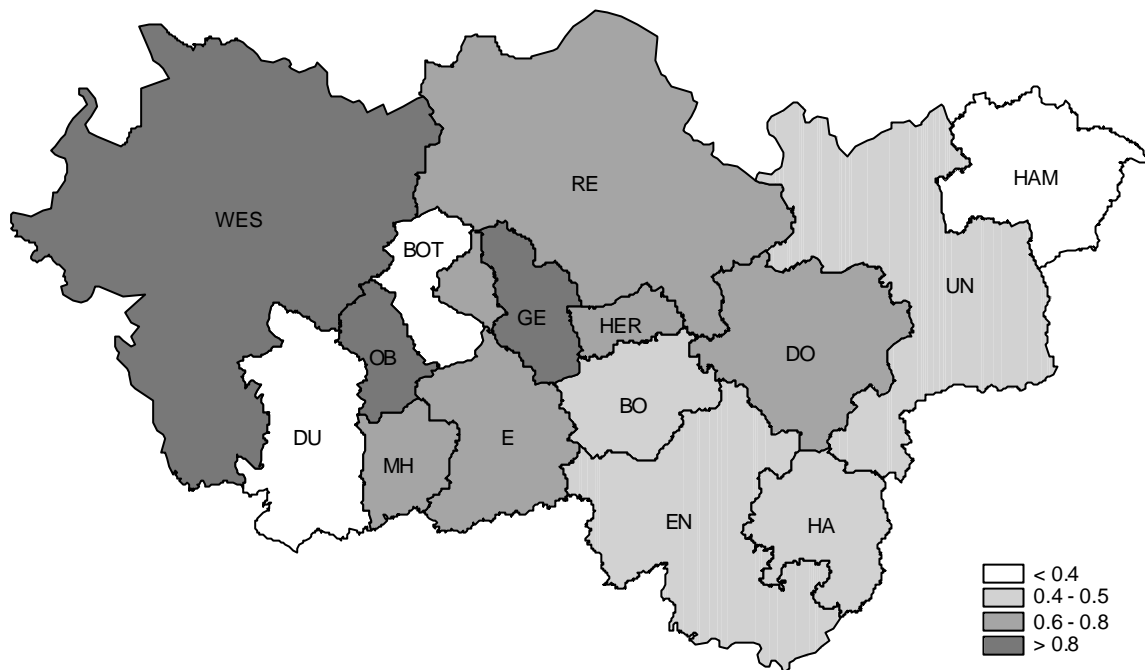 RE
HAM
WES
BOT
UN
GE
HER
DO
OB
BO
DU
E
MH
EN
HA
< 0.4
0.4 - 0.5
0.6 - 0.8
> 0.8